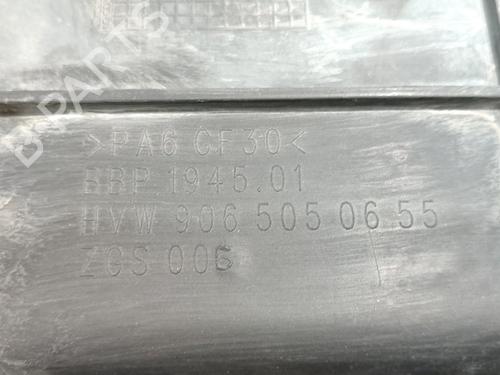 B-PARTS
>PA6 GF30<
BBP 1945.01
HVW 906 505 06 55
ZGS 006